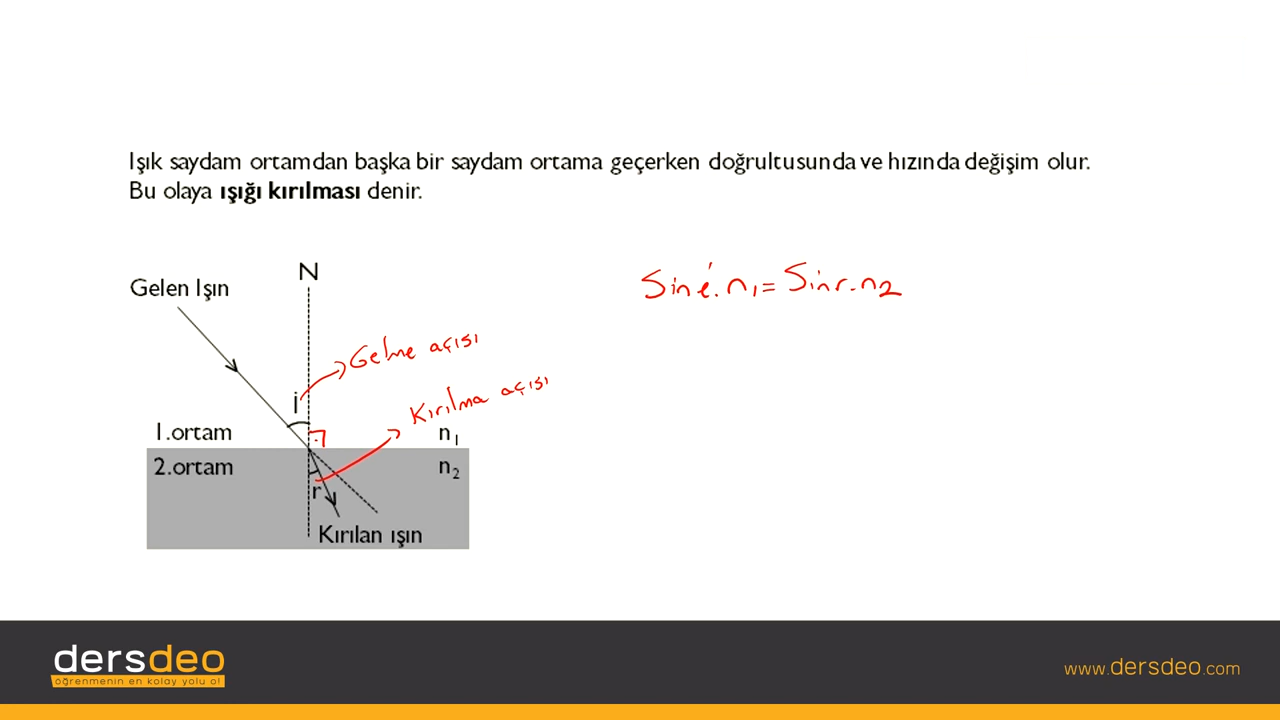 Işık saydam ortamdan başka bir saydam ortama geçerken doğrultusunda ve hızında değişim olur.
Bu olaya ışığı kırılması denir.
N
Gelen Işın
Sin i . n1 = Sin r . n2
Gelme açısı
Kırılma açısı
i
1.ortam
n1
2.ortam
n2
r
Kırılan ışın
dersdeo
öğrenmenin en kolay yolu o!
www.dersdeo.com